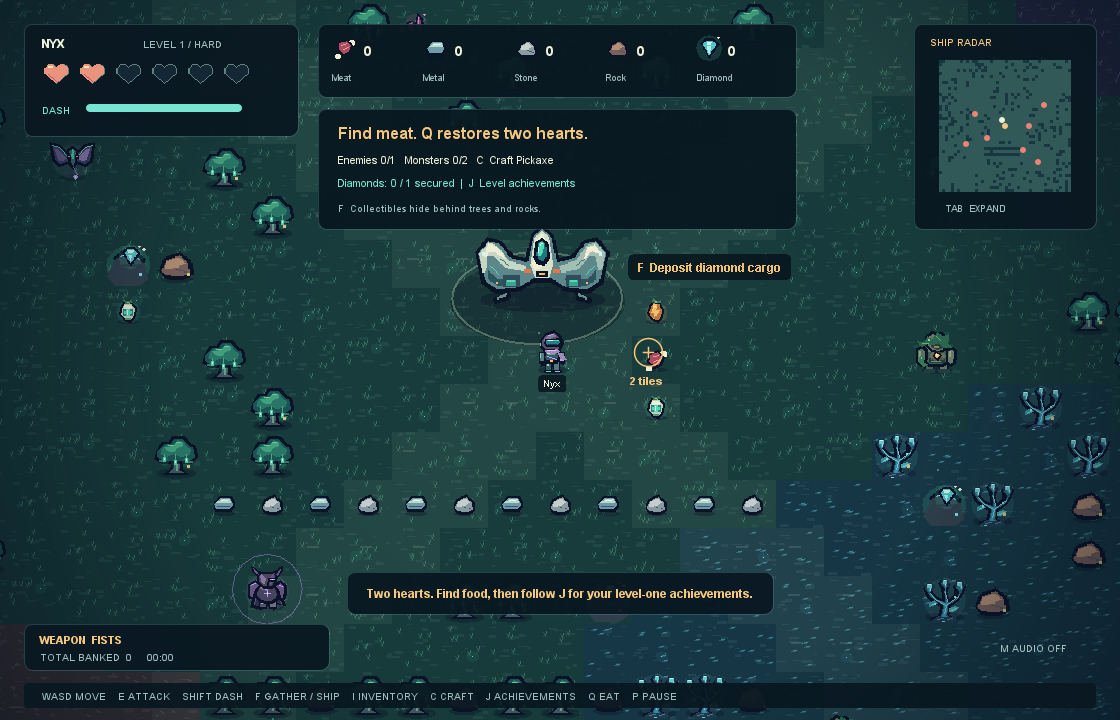 NYX LEVEL 1 / HARD
DASH
0 0 0 0 0
Meat Metal Stone Rock Diamond
Find meat. Q restores two hearts.
Enemies 0/1 Monsters 0/2 C Craft Pickaxe
Diamonds: 0 / 1 secured | J Level achievements
F Collectibles hide behind trees and rocks.
SHIP RADAR
TAB EXPAND
F Deposit diamond cargo
Nyx
2 tiles
Two hearts. Find food, then follow J for your level-one achievements.
WEAPON FISTS
TOTAL BANKED 0 00:00
M AUDIO OFF
WASD MOVE E ATTACK SHIFT DASH F GATHER / SHIP I INVENTORY C CRAFT J ACHIEVEMENTS Q EAT P PAUSE